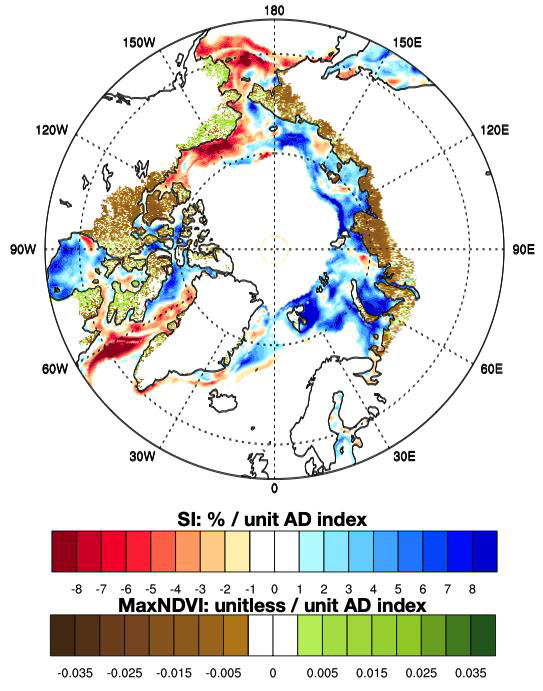 180
150W 150E
120W 120E
90W 90E
60W 60E
30W 30E
0
SI: % / unit AD index
-8 -7 -6 -5 -4 -3 -2 -1 0 1 2 3 4 5 6 7 8
MaxNDVI: unitless / unit AD index
-0.035 -0.025 -0.015 -0.005 0 0.005 0.015 0.025 0.035